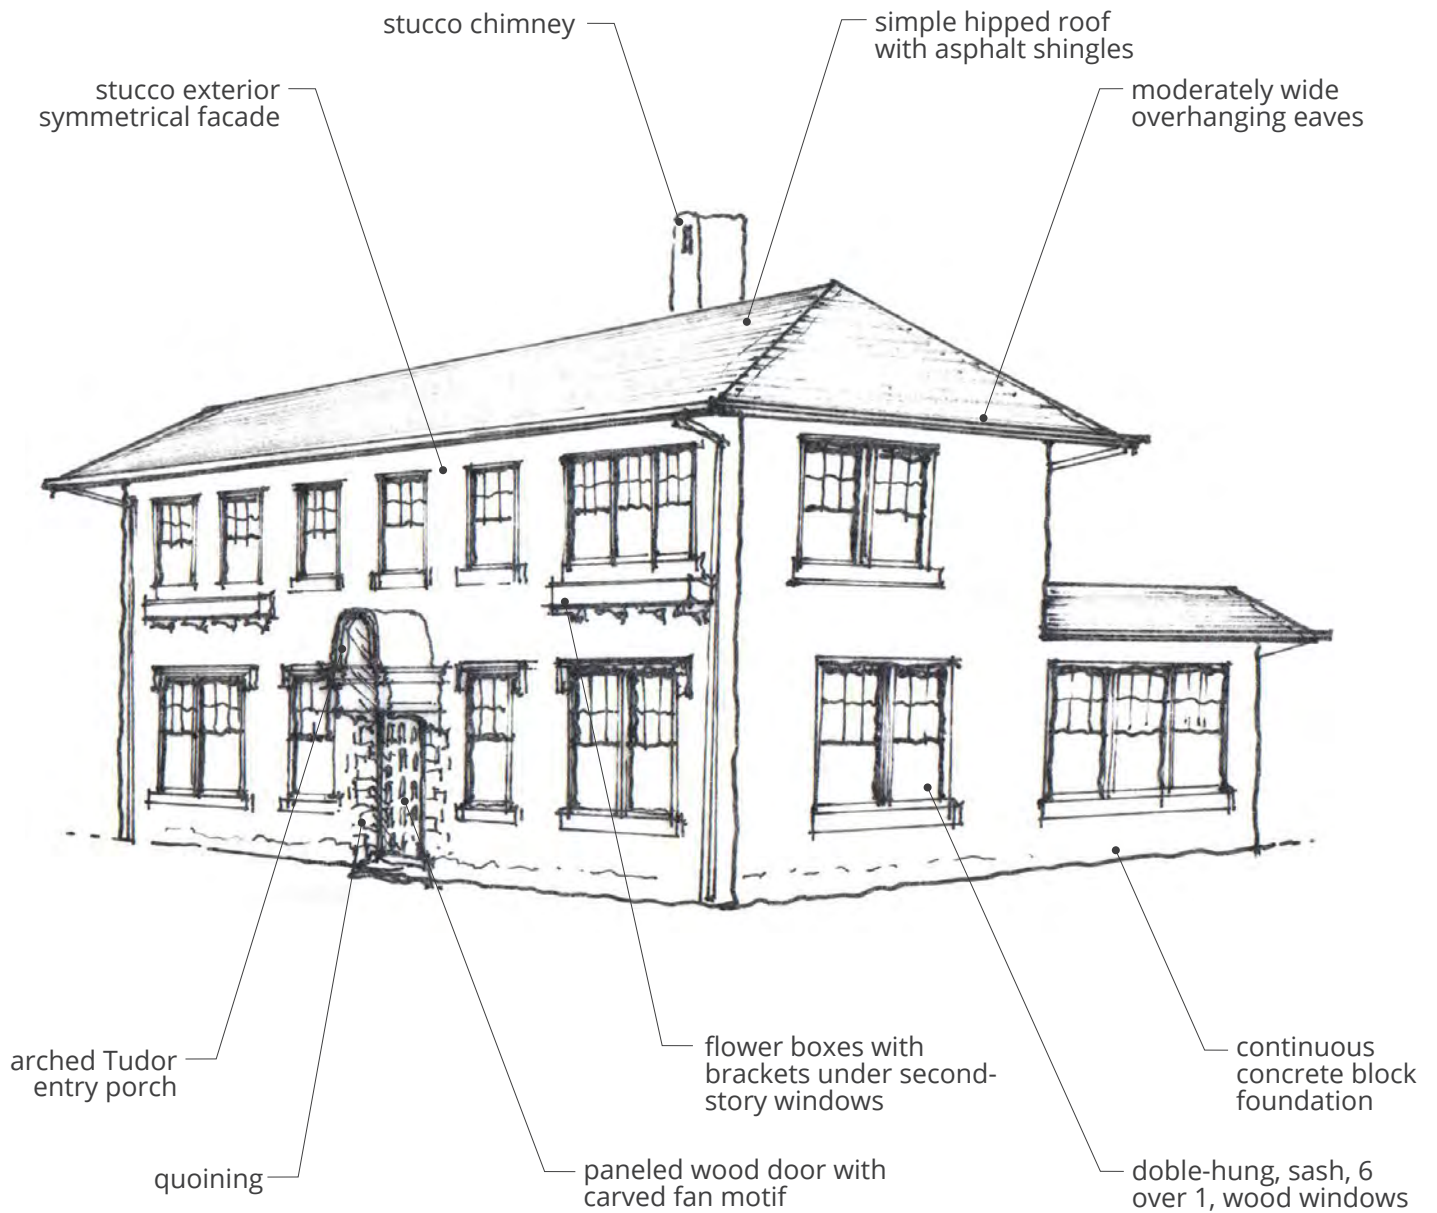 stucco chimney
simple hipped roof
with asphalt shingles
stucco exterior
symmetrical facade
moderately wide
overhanging eaves
arched Tudor
entry porch
flower boxes with
brackets under second-
story windows
continuous
concrete block
foundation
quoining
paneled wood door with
carved fan motif
doble-hung, sash, 6
over 1, wood windows